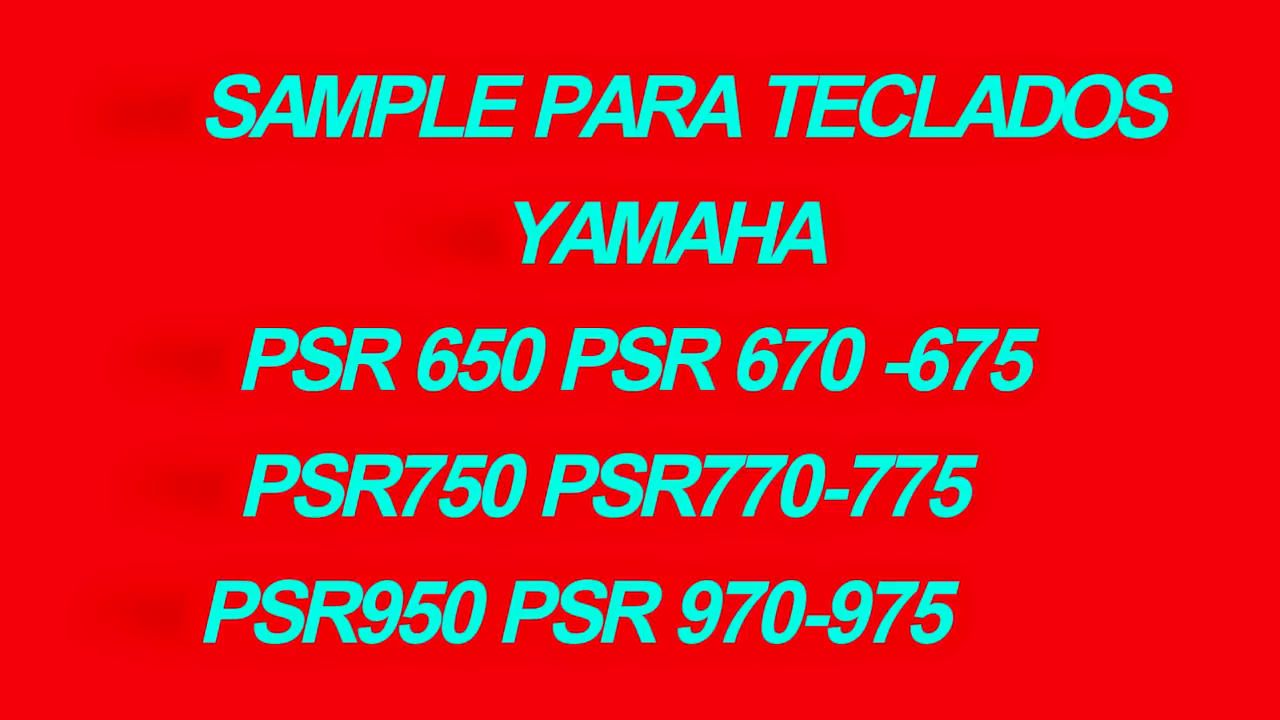 SAMPLE PARA TECLADOS
YAMAHA
PSR 650 PSR 670 -675
PSR750 PSR770-775
PSR950 PSR 970-975